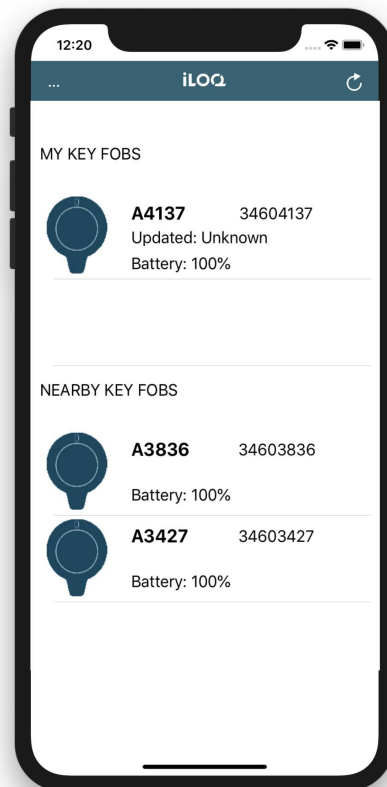 12:20
... iLOQ
MY KEY FOBS
A4137 34604137
Updated: Unknown
Battery: 100%
NEARBY KEY FOBS
A3836 34603836
Battery: 100%
A3427 34603427
Battery: 100%